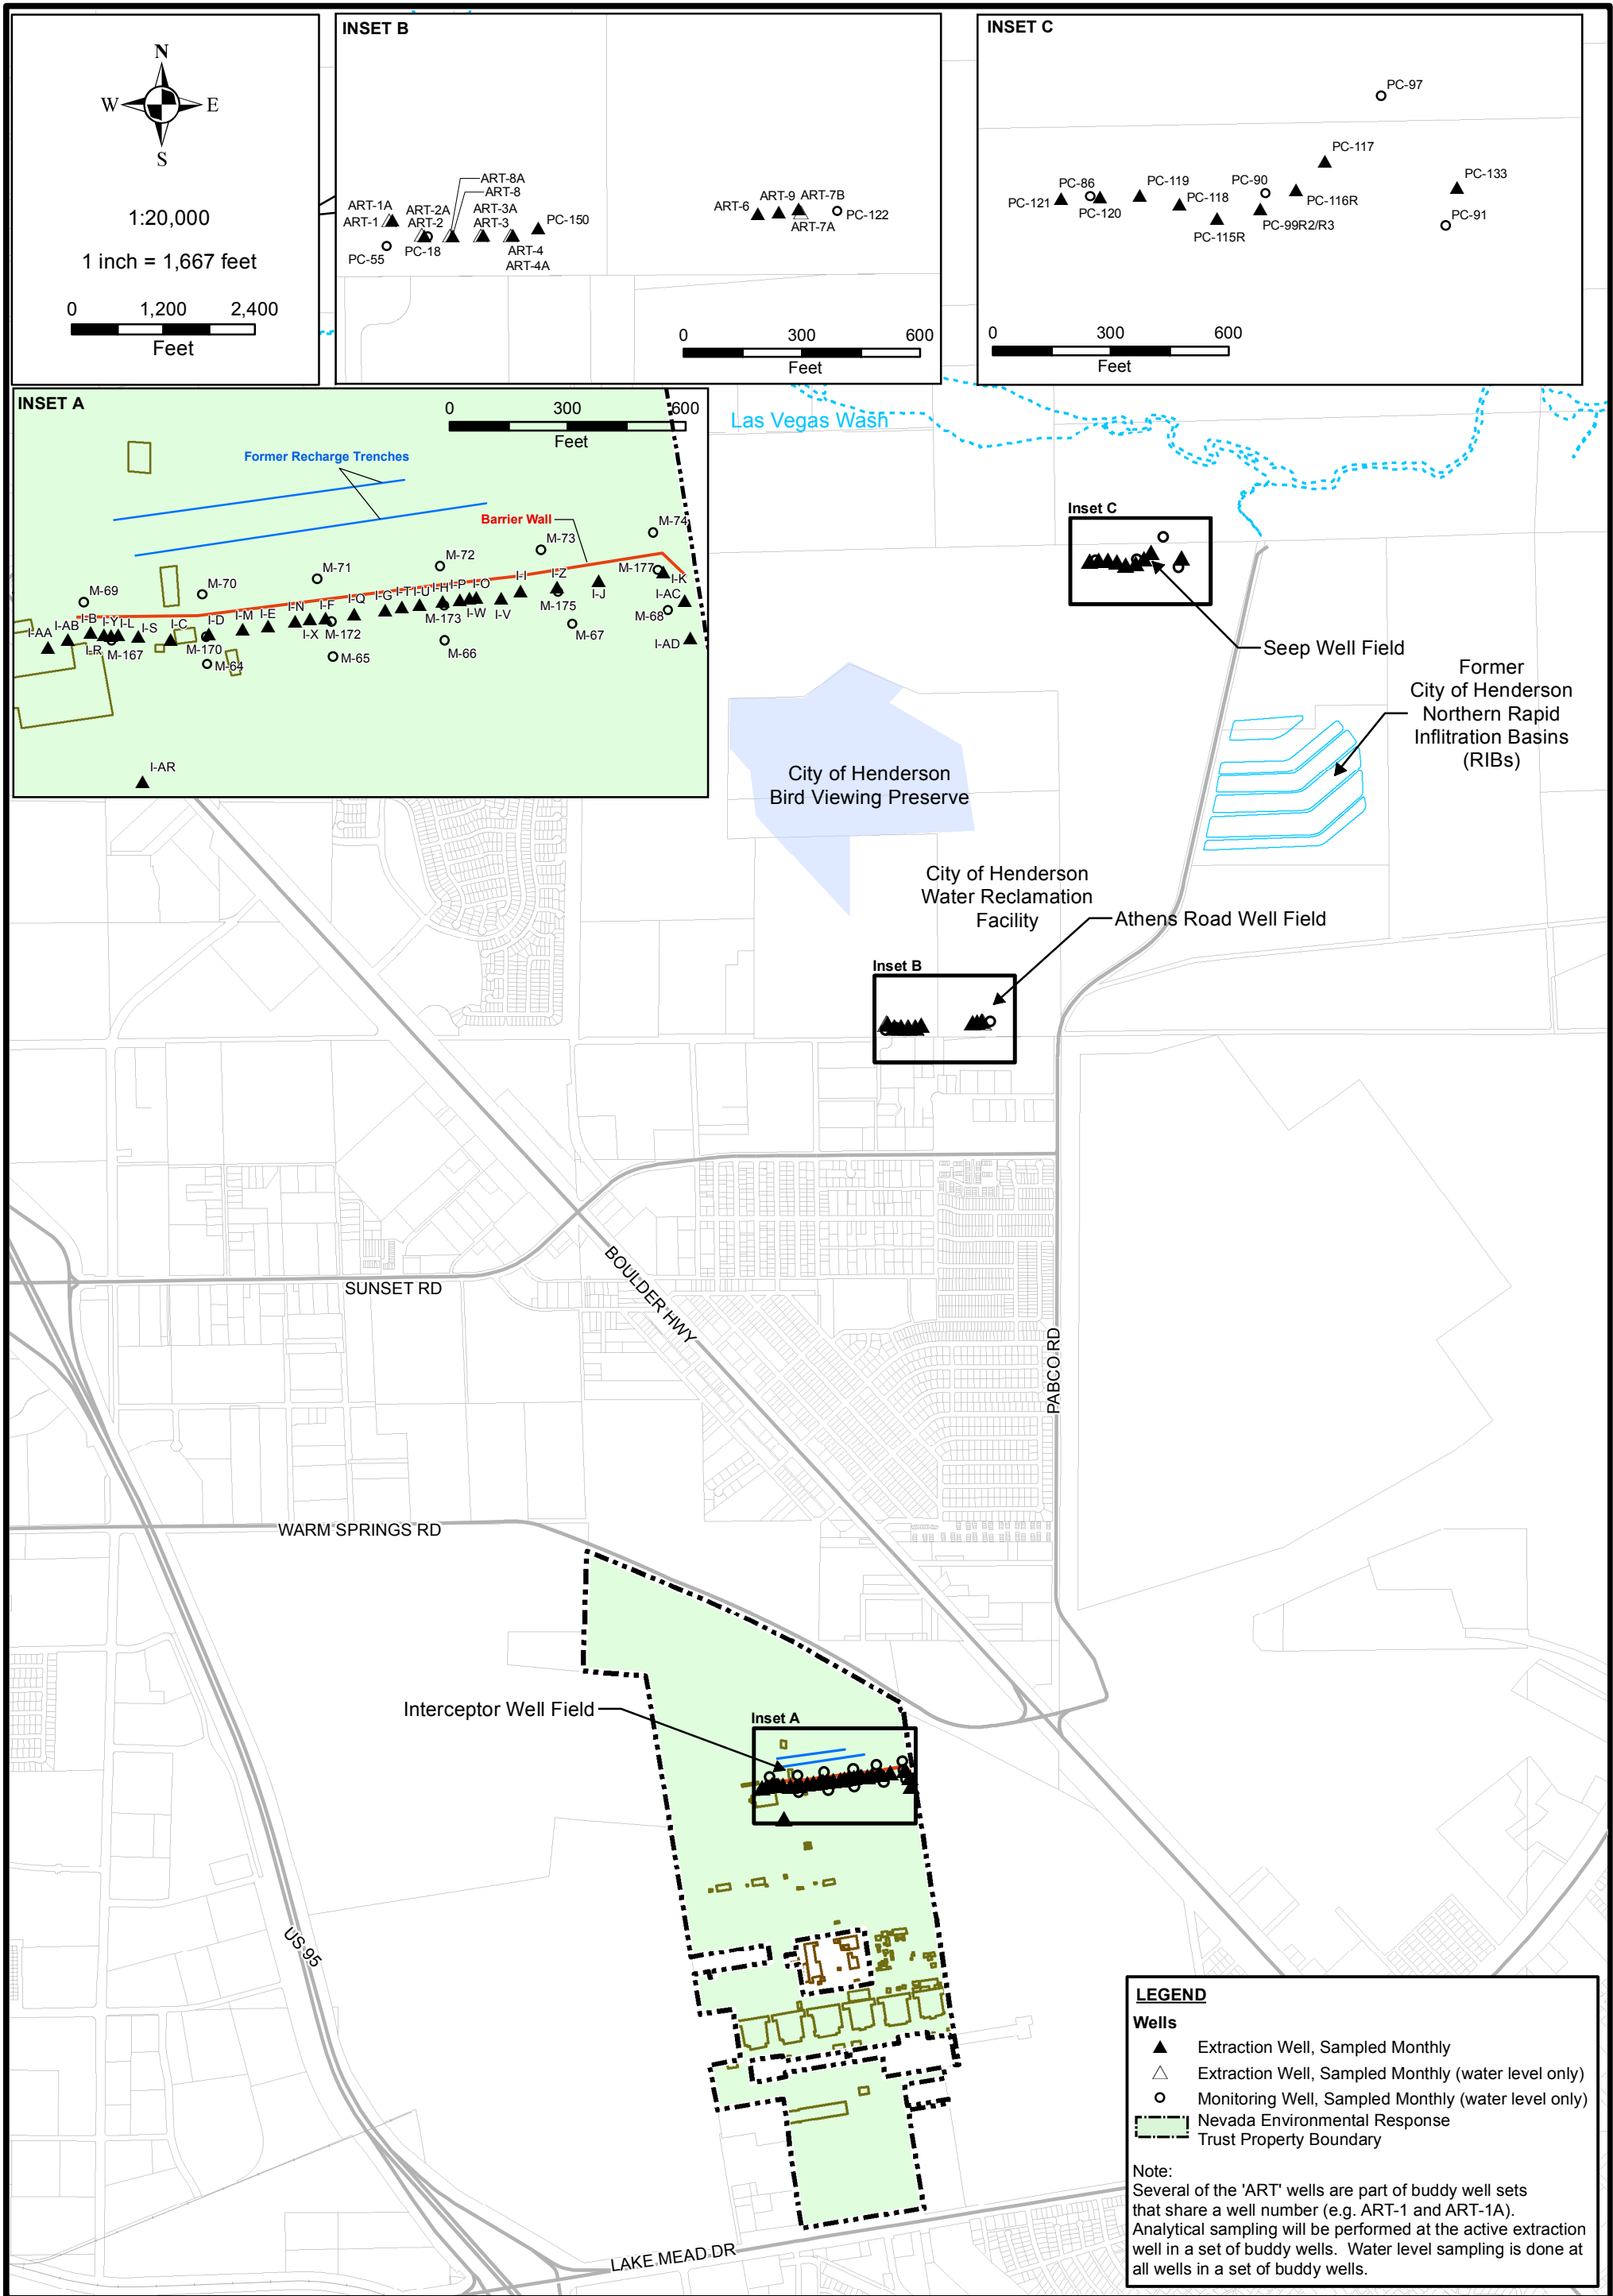 N
W
E
S
1:20,000
1 inch = 1,667 feet
0 1,200 2,400
Feet
INSET B
ART-8A
ART-8
ART-1A
ART-2A
ART-3A
ART-1
ART-2
ART-3
PC-150
PC-55
PC-18
ART-4
ART-4A
ART-6
ART-9
ART-7B
PC-122
ART-7A
0 300 600
Feet
INSET C
PC-97
PC-117
PC-86
PC-119
PC-90
PC-133
PC-121
PC-120
PC-118
PC-116R
PC-115R
PC-99R2/R3
PC-91
0 300 600
Feet
INSET A
0 300 600
Feet
Former Recharge Trenches
Barrier Wall
M-74
M-73
M-72
M-71
M-70
M-69
M-177
I-K
I-Z
I-I
I-J
I-AC
I-O
I-P
I-H
I-U
I-T
I-G
I-Q
I-F
I-N
I-E
I-M
I-D
I-C
I-S
I-L
I-Y
I-B
I-AB
I-AA
I-R
M-167
M-170
M-64
I-X
M-172
M-65
M-173
M-66
I-W
I-V
M-175
M-67
M-68
I-AD
I-AR
Las Vegas Wash
Inset C
Seep Well Field
Former
City of Henderson
Northern Rapid
Inflitration Basins
(RIBs)
City of Henderson
Bird Viewing Preserve
City of Henderson
Water Reclamation
Facility
Athens Road Well Field
Inset B
SUNSET RD
BOULDER HWY
PABCO RD
WARM SPRINGS RD
Interceptor Well Field
Inset A
US 95
LAKE MEAD DR
LEGEND
Wells
Extraction Well, Sampled Monthly
Extraction Well, Sampled Monthly (water level only)
Monitoring Well, Sampled Monthly (water level only)
Nevada Environmental Response
Trust Property Boundary
Note:
Several of the 'ART' wells are part of buddy well sets
that share a well number (e.g. ART-1 and ART-1A).
Analytical sampling will be performed at the active extraction
well in a set of buddy wells.  Water level sampling is done at
all wells in a set of buddy wells.